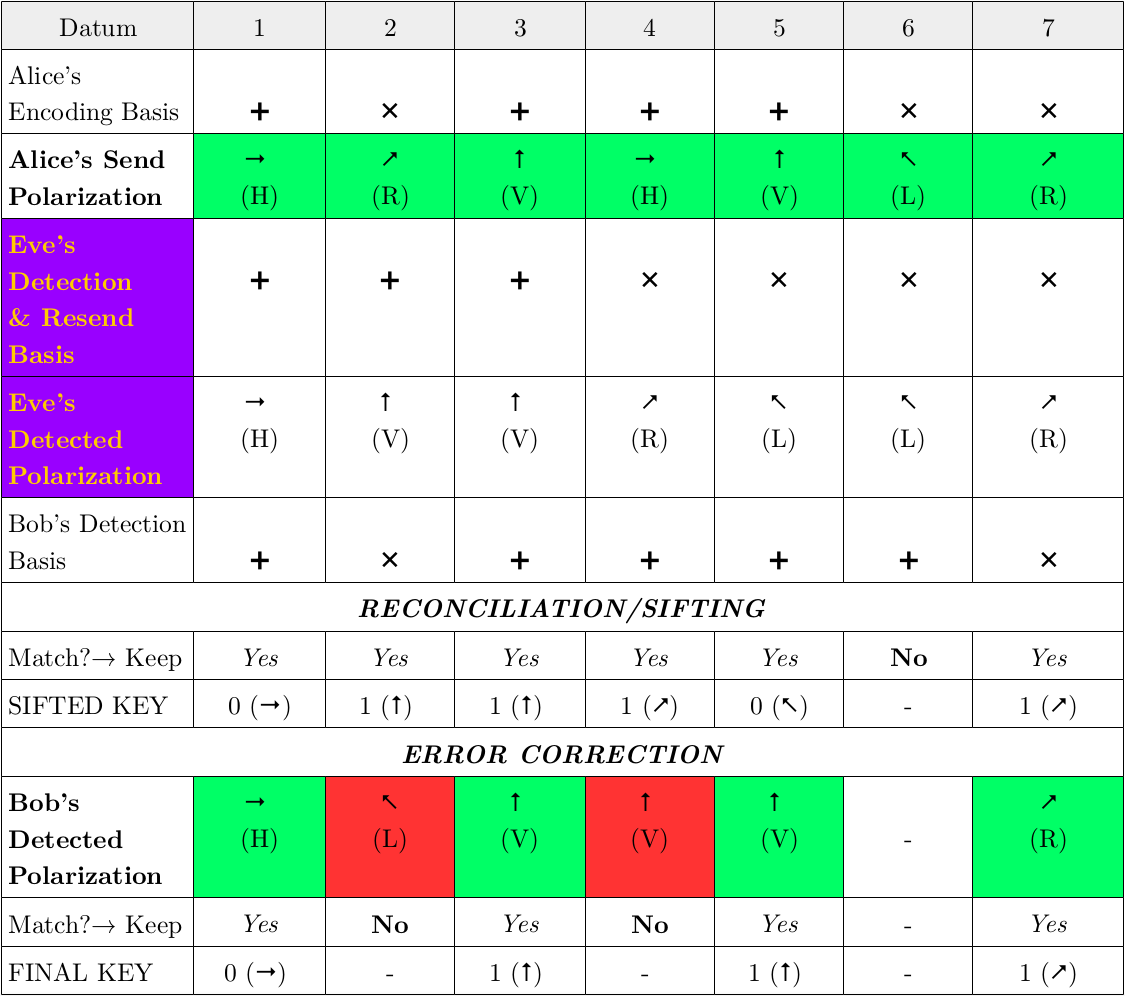 Datum 1 2 3 4 5 6 7
Alice's
Encoding Basis + × + + + × ×
Alice's Send → ↗ ↑ → ↑ ↖ ↗
Polarization (H) (R) (V) (H) (V) (L) (R)
Eve's
Detection + + + × × × ×
& Resend
Basis
Eve's → ↑ ↑ ↗ ↖ ↖ ↗
Detected (H) (V) (V) (R) (L) (L) (R)
Polarization
Bob's Detection
Basis + × + + + + ×
RECONCILIATION/SIFTING
Match?→ Keep Yes Yes Yes Yes Yes No Yes
SIFTED KEY 0 (→) 1 (↑) 1 (↑) 1 (↗) 0 (↖) - 1 (↗)
ERROR CORRECTION
Bob's → ↖ ↑ ↑ ↑ ↗
Detected (H) (L) (V) (V) (V) - (R)
Polarization
Match?→ Keep Yes No Yes No Yes - Yes
FINAL KEY 0 (→) - 1 (↑) - 1 (↑) - 1 (↗)